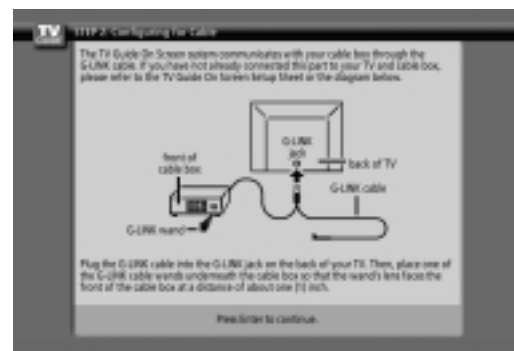 TV
STEP 2: Configuring for Cable
The TV Guide On Screen system communicates with your cable box through the
G-LINK cable. If you have not already connected this part to your TV and cable box,
please refer to the TV Guide On Screen Setup Sheet or the diagram below.
G-LINK
jack
back of TV
front of
cable box
G-LINK cable
G-LINK wand
Plug the G-LINK cable into the G-LINK jack on the back of your TV. Then, place one of
the G-LINK cable wands underneath the cable box so that the wand's lens faces the
front of the cable box at a distance of about one (1) inch.
Press Enter to continue.